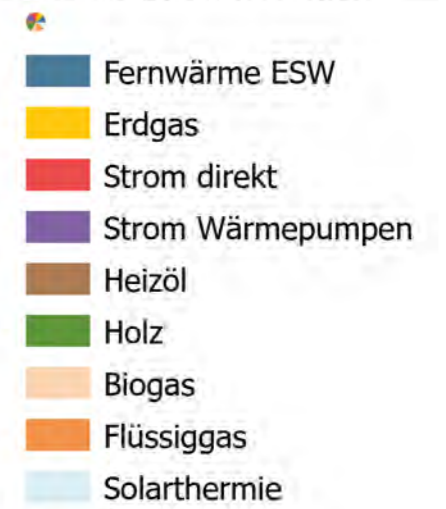 Fernwärme ESW
Erdgas
Strom direkt
Strom Wärmepumpen
Heizöl
Holz
Biogas
Flüssiggas
Solarthermie